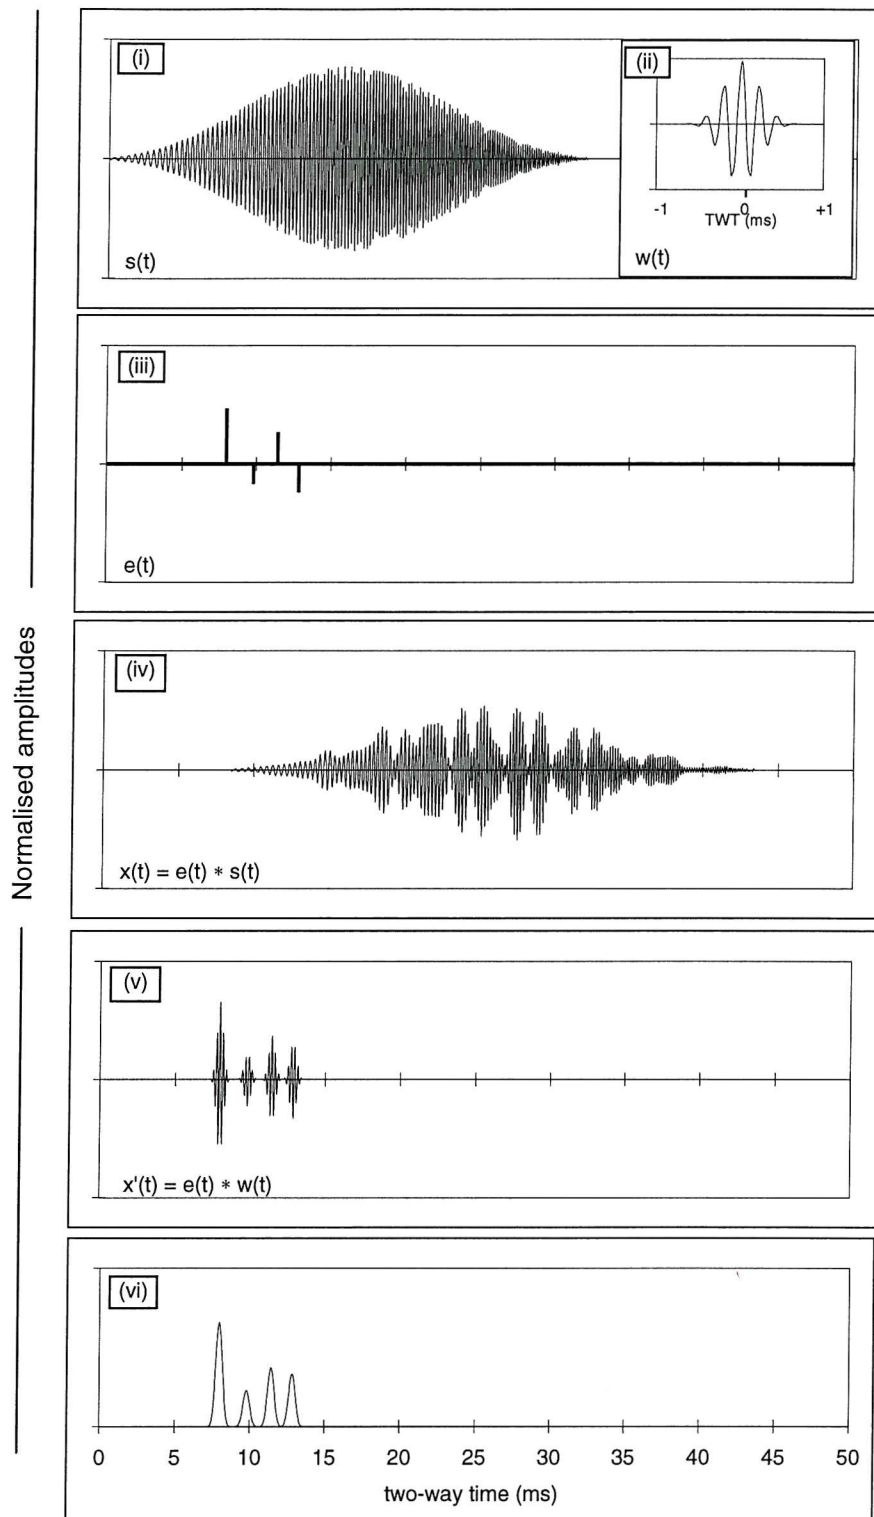 Normalised amplitudes
(i)
s(t)
(ii)
-1 0 +1
TWT (ms)
w(t)
(iii)
e(t)
(iv)
x(t) = e(t) * s(t)
(v)
x'(t) = e(t) * w(t)
(vi)
0 5 10 15 20 25 30 35 40 45 50
two-way time (ms)